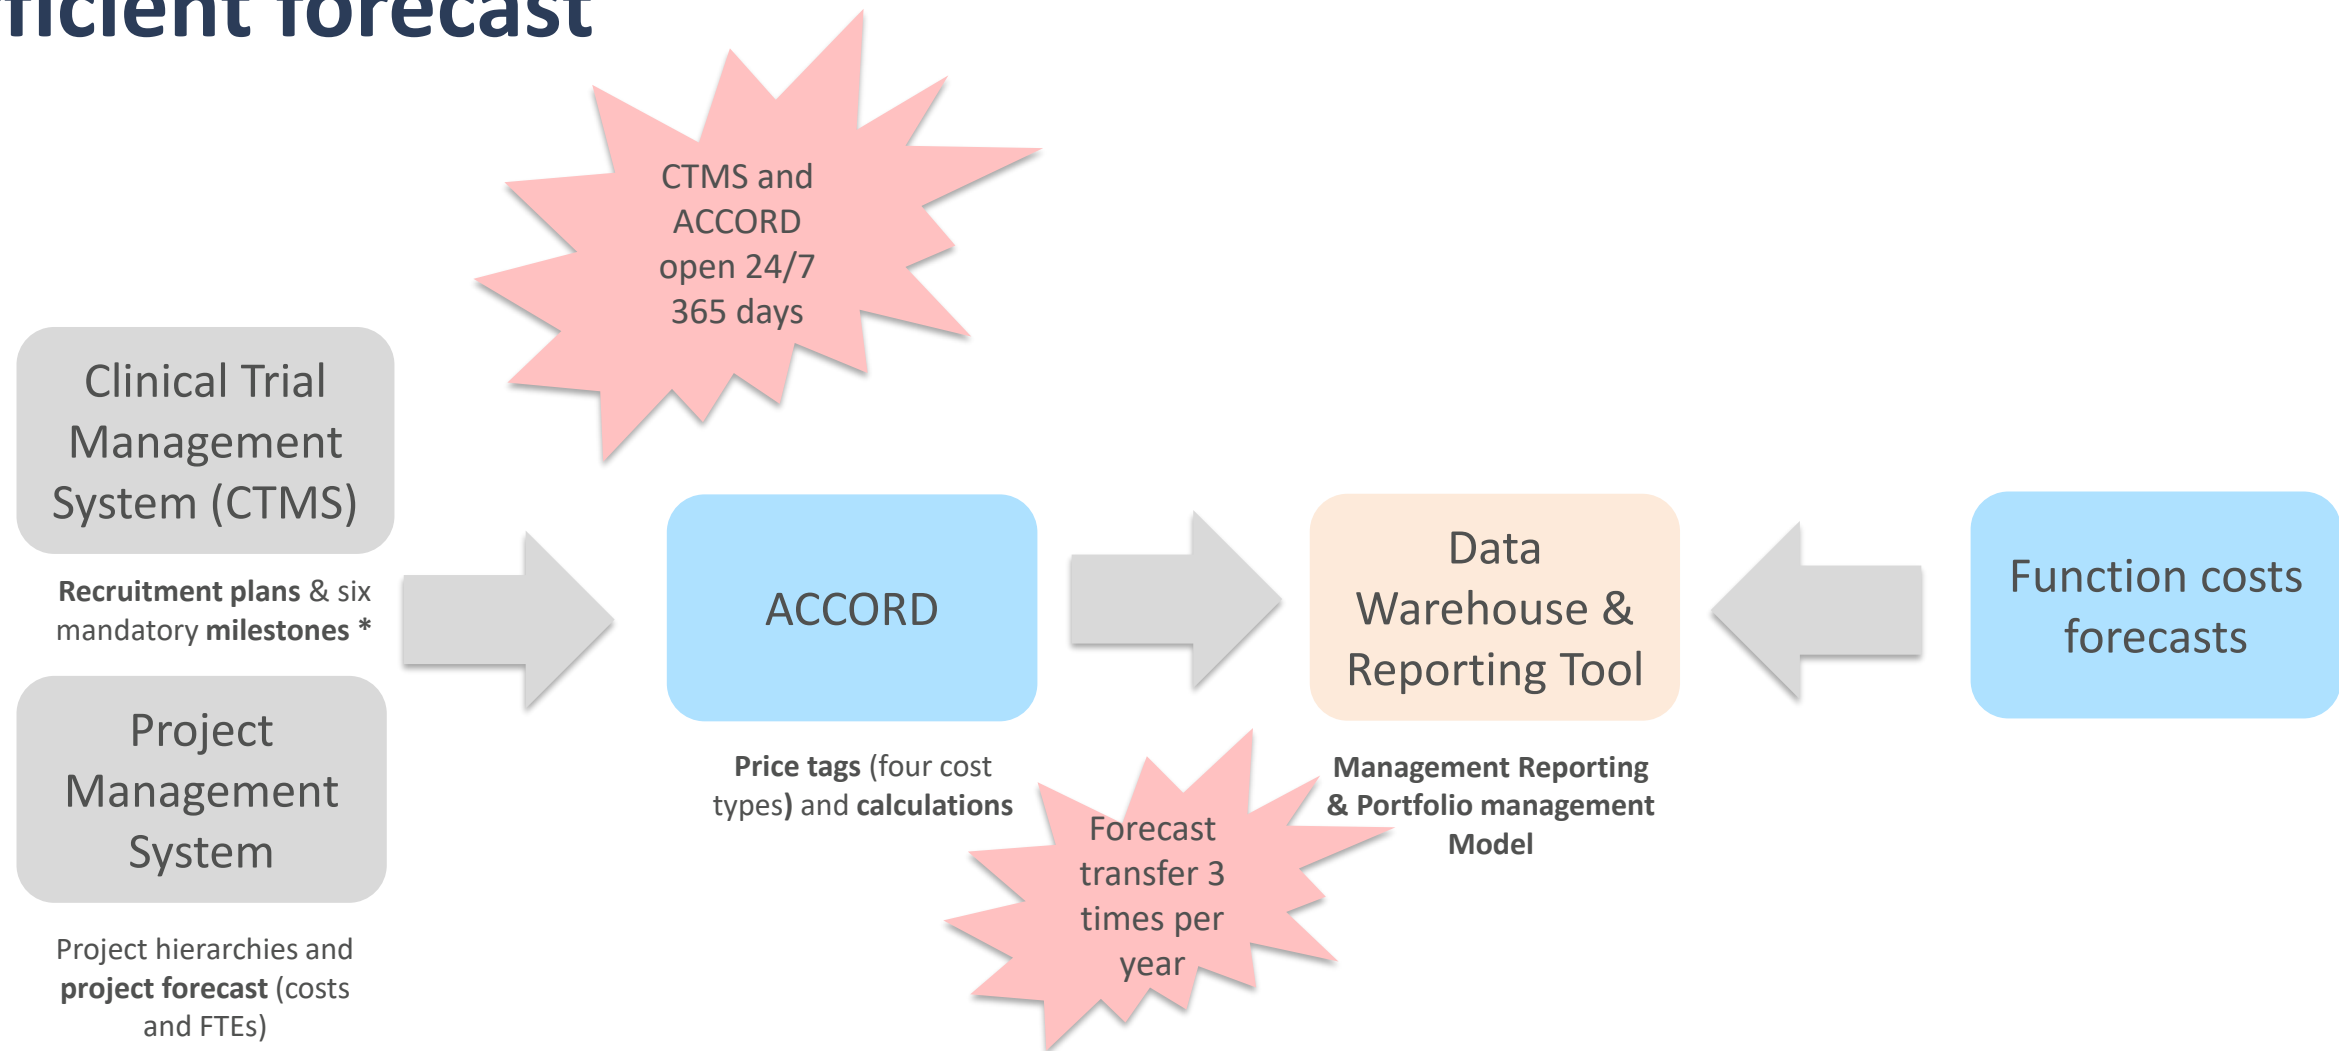 forecast
CTMS and
ACCORD
open 24/7
365 days
Clinical Trial
Management
System (CTMS)
Recruitment plans & six
mandatory milestones *
Project
Management
System
Project hierarchies and
project forecast (costs
and FTEs)
ACCORD
Price tags (four cost
types) and calculations
Forecast
transfer 3
times per
year
Data
Warehouse &
Reporting Tool
Management Reporting
& Portfolio management
Model
Function costs
forecasts